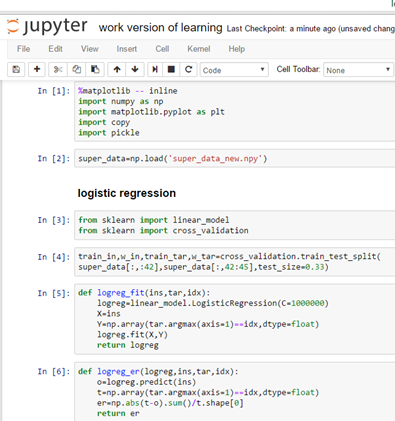 jupyter work version of learning Last Checkpoint: a minute ago (unsaved chang
File Edit View Insert Cell Kernel Help
Code Cell Toolbar: None
In [1]: %matplotlib -- inline
import numpy as np
import matplotlib.pyplot as plt
import copy
import pickle
In [2]: super_data=np.load('super_data_new.npy')
logistic regression
In [3]: from sklearn import linear_model
from sklearn import cross_validation
In [4]: train_in,w_in,train_tar,w_tar=cross_validation.train_test_split(
super_data[:,:42],super_data[:,42:45],test_size=0.33)
In [5]: def logreg_fit(ins,tar,idx):
logreg=linear_model.LogisticRegression(C=1000000)
X=ins
Y=np.array(tar.argmax(axis=1)==idx,dtype=float)
logreg.fit(X,Y)
return logreg
In [6]: def logreg_er(logreg,ins,tar,idx):
o=logreg.predict(ins)
t=np.array(tar.argmax(axis=1)==idx,dtype=float)
er=np.abs(t-o).sum()/t.shape[0]
return er